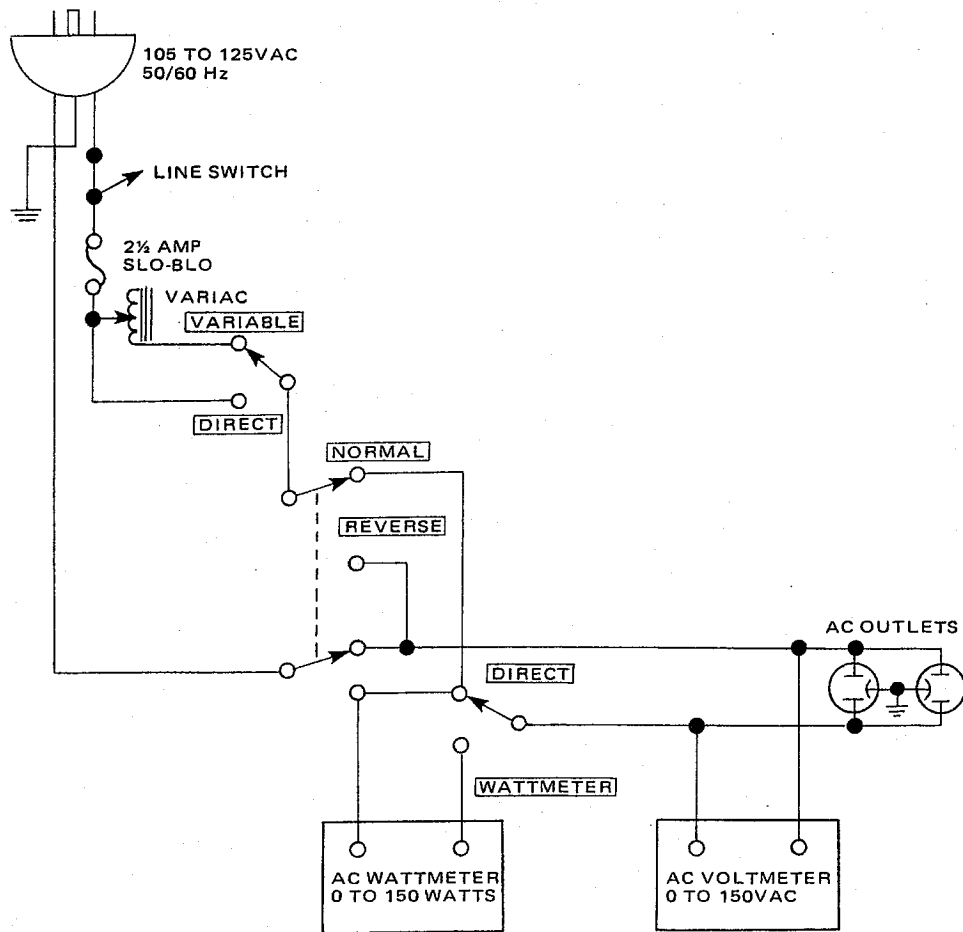 105 TO 125VAC
50/60 Hz
LINE SWITCH
2½ AMP
SLO-BLO
VARIAC
VARIABLE
DIRECT
NORMAL
REVERSE
AC OUTLETS
DIRECT
WATTMETER
AC WATTMETER
0 TO 150 WATTS
AC VOLTMETER
0 TO 150VAC